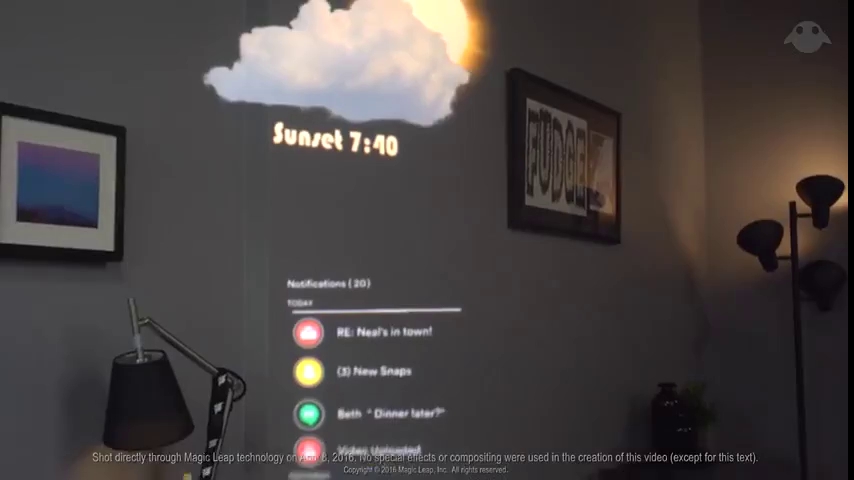 Sunset 7:40
FUDGE
Notifications (20)
TODAY
RE: Neal's in town!
(3) New Snaps
Beth "Dinner later?"
Video Uploaded
Shot directly through Magic Leap technology on April 8, 2016. No special effects or compositing were used in the creation of this video (except for this text).
Copyright © 2016 Magic Leap, Inc. All rights reserved.